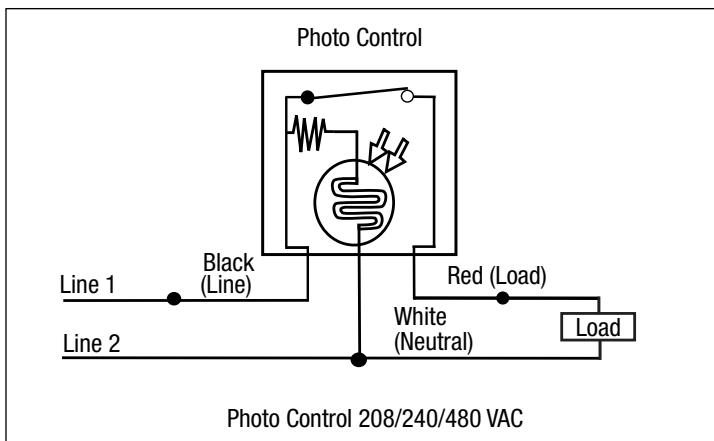 Photo Control
Black
(Line)
Line 1
Red (Load)
White
(Neutral)
Load
Line 2
Photo Control 208/240/480 VAC